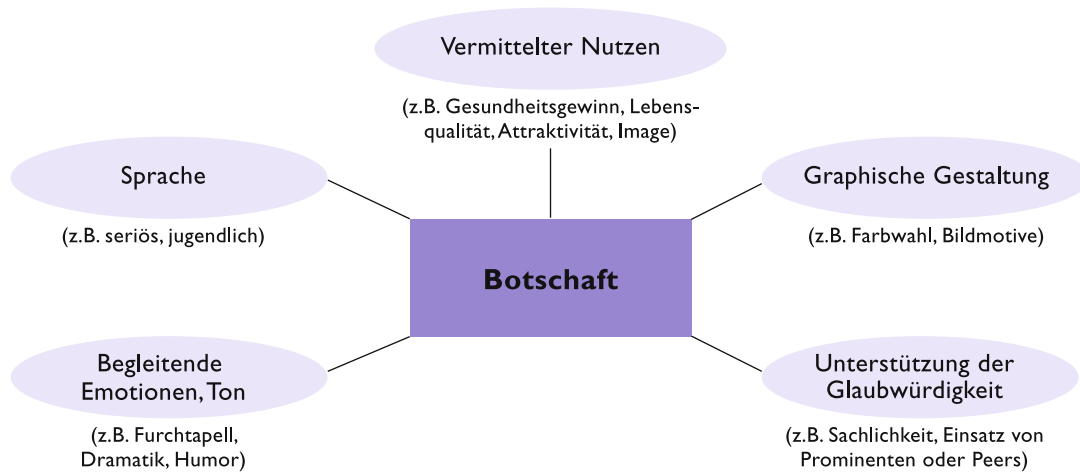 Vermittelter Nutzen
(z.B. Gesundheitsgewinn, Lebens-
qualität, Attraktivität, Image)
Sprache
(z.B. seriös, jugendlich)
Graphische Gestaltung
(z.B. Farbwahl, Bildmotive)
Botschaft
Begleitende
Emotionen, Ton
(z.B. Furchtapell,
Dramatik, Humor)
Unterstützung der
Glaubwürdigkeit
(z.B. Sachlichkeit, Einsatz von
Prominenten oder Peers)